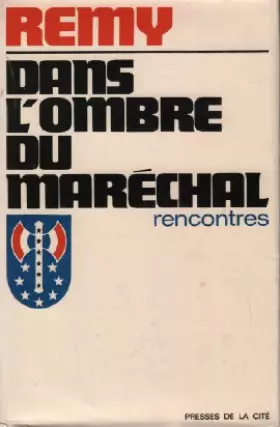 REMY
DANS
L'OMBRE
DU
MARÉCHAL
rencontres
PRESSES DE LA CITÉ